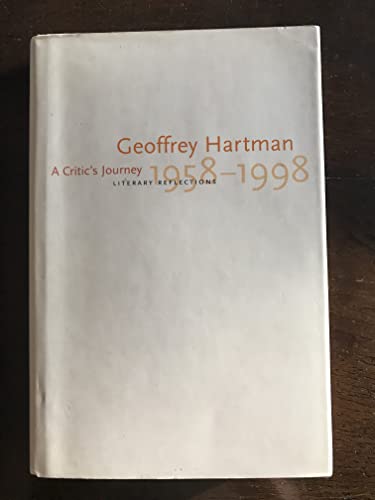 Geoffrey Hartman
A Critic's Journey 1958–1998
LITERARY REFLECTIONS